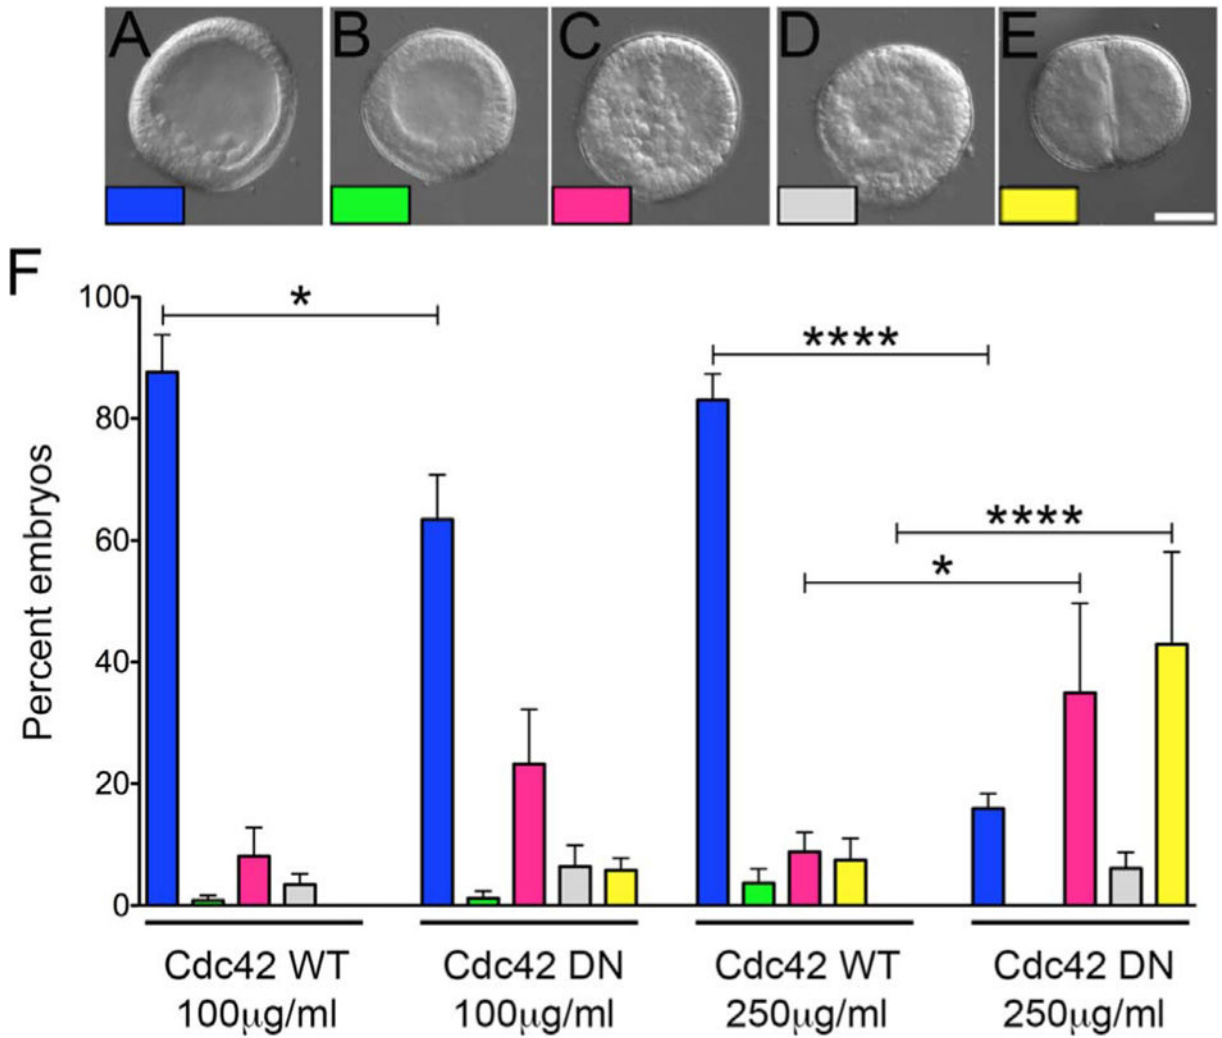 A B C D E
F
100
80
60
40
20
0
Percent embryos
*
****
****
*
Cdc42 WT
100µg/ml
Cdc42 DN
100µg/ml
Cdc42 WT
250µg/ml
Cdc42 DN
250µg/ml